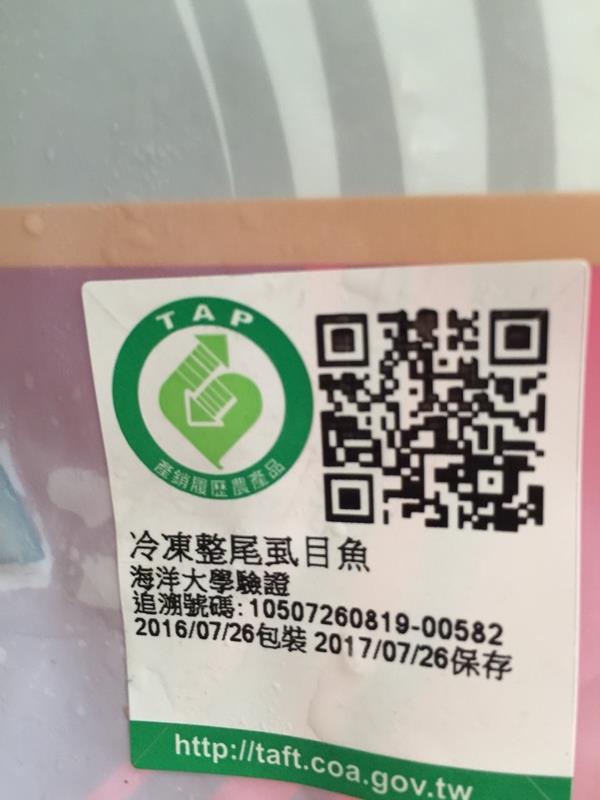 TAP
產銷履歷農產品
冷凍整尾虱目魚
海洋大學驗證
追溯號碼:10507260819-00582
2016/07/26包裝 2017/07/26保存
http://taft.coa.gov.tw